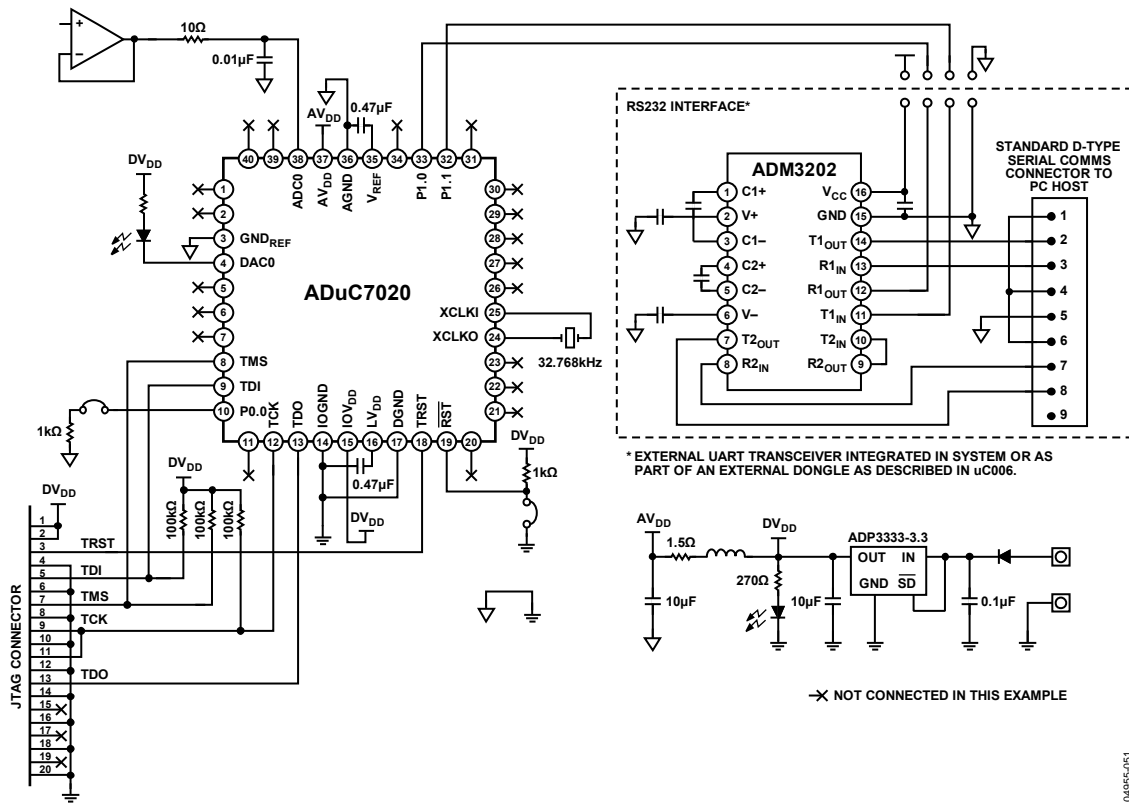 10Ω
0.01µF
0.47µF
AVDD
DVDD
40
39
38
37
36
35
34
33
32
31
ADC0
AVDD
AGND
VREF
P1.0
P1.1
1
2
3
4
5
6
7
8
9
10
GNDREF
DAC0
TMS
TDI
P0.0
ADuC7020
30
29
28
27
26
25
24
23
22
21
XCLKI
XCLKO
32.768kHz
TCK
TDO
IOGND
IOVDD
LVDD
DGND
TRST
RST
11
12
13
14
15
16
17
18
19
20
1kΩ
0.47µF
DVDD
DVDD
1kΩ
DVDD
100kΩ
100kΩ
100kΩ
DVDD
JTAG CONNECTOR
1
2
3
4
5
6
7
8
9
10
11
12
13
14
15
16
17
18
19
20
TRST
TDI
TMS
TCK
TDO
RS232 INTERFACE*
ADM3202
1
2
3
4
5
6
7
8
C1+
V+
C1–
C2+
C2–
V–
T2OUT
R2IN
VCC
GND
T1OUT
R1IN
R1OUT
T1IN
T2IN
R2OUT
16
15
14
13
12
11
10
9
STANDARD D-TYPE
SERIAL COMMS
CONNECTOR TO
PC HOST
1
2
3
4
5
6
7
8
9
* EXTERNAL UART TRANSCEIVER INTEGRATED IN SYSTEM OR AS
PART OF AN EXTERNAL DONGLE AS DESCRIBED IN uC006.
AVDD
1.5Ω
10µF
DVDD
270Ω
10µF
ADP3333-3.3
OUT IN
GND SD
0.1µF
NOT CONNECTED IN THIS EXAMPLE
04955-051